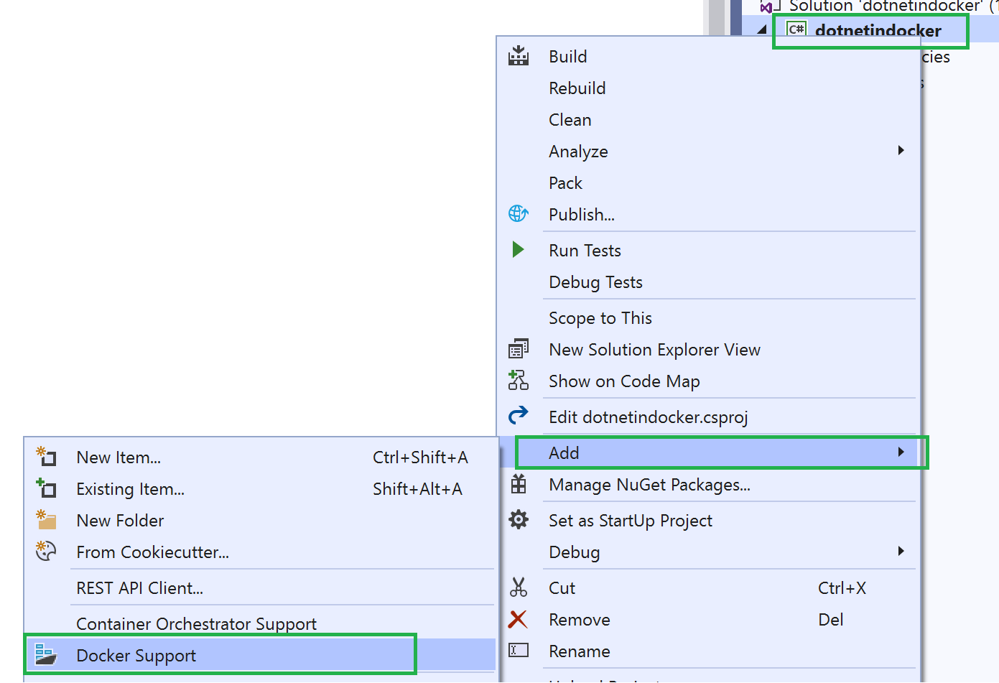 Solution 'dotnetindocker' (1
C# dotnetindocker
cies
s
Build
Rebuild
Clean
Analyze
Pack
Publish...
Run Tests
Debug Tests
Scope to This
New Solution Explorer View
Show on Code Map
Edit dotnetindocker.csproj
Add
Manage NuGet Packages...
Set as StartUp Project
Debug
Cut Ctrl+X
Remove Del
Rename
New Item... Ctrl+Shift+A
Existing Item... Shift+Alt+A
New Folder
From Cookiecutter...
REST API Client...
Container Orchestrator Support
Docker Support